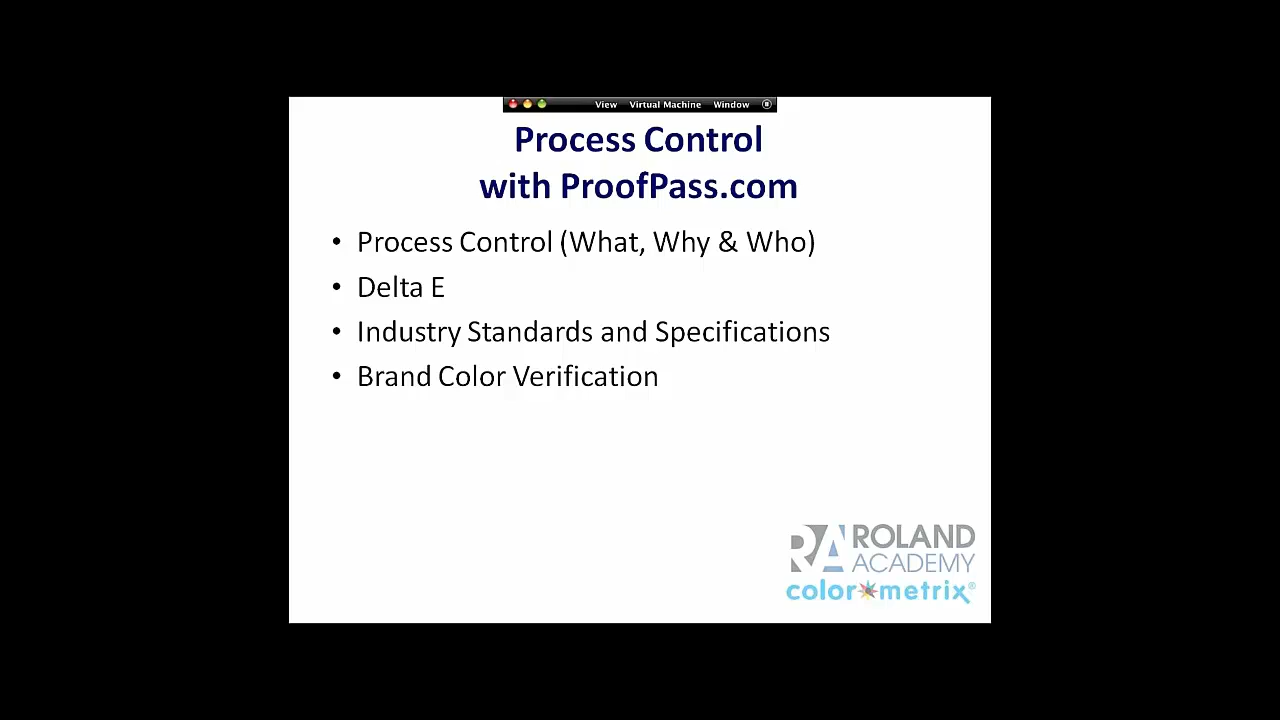 View Virtual Machine Window
Process Control
with ProofPass.com
• Process Control (What, Why & Who)
• Delta E
• Industry Standards and Specifications
• Brand Color Verification
RA ROLAND
ACADEMY
color metrix®